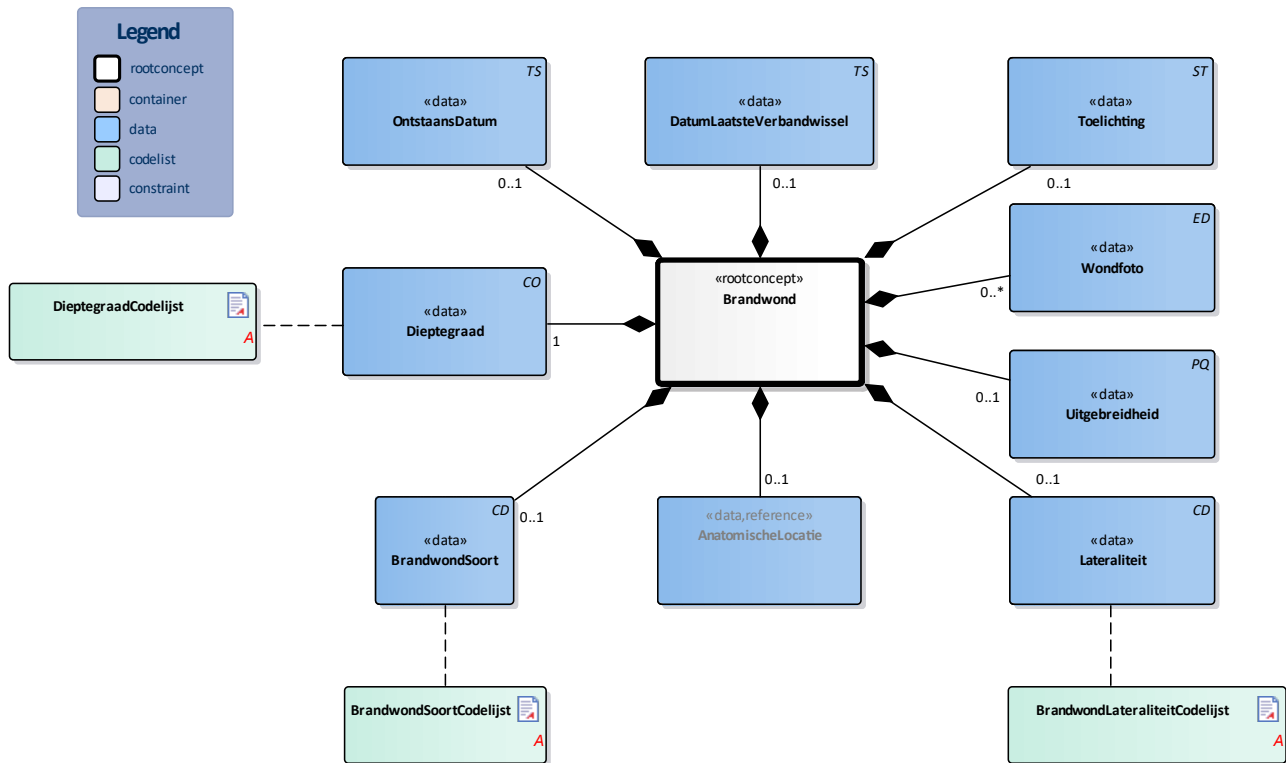 Legend
rootconcept
container
data
codelist
constraint
TS
«data»
OntstaansDatum
0..1
TS
«data»
DatumLaatsteVerbandwissel
0..1
ST
«data»
Toelichting
0..1
ED
«data»
Wondfoto
0..*
«rootconcept»
Brandwond
DieptegraadCodelijst
A
CO
«data»
Dieptegraad
1
PQ
«data»
Uitgebreidheid
0..1
CD
«data»
BrandwondSoort
0..1
«data,reference»
AnatomischeLocatie
0..1
CD
«data»
Lateraliteit
0..1
BrandwondSoortCodelijst
A
BrandwondLateraliteitCodelijst
A